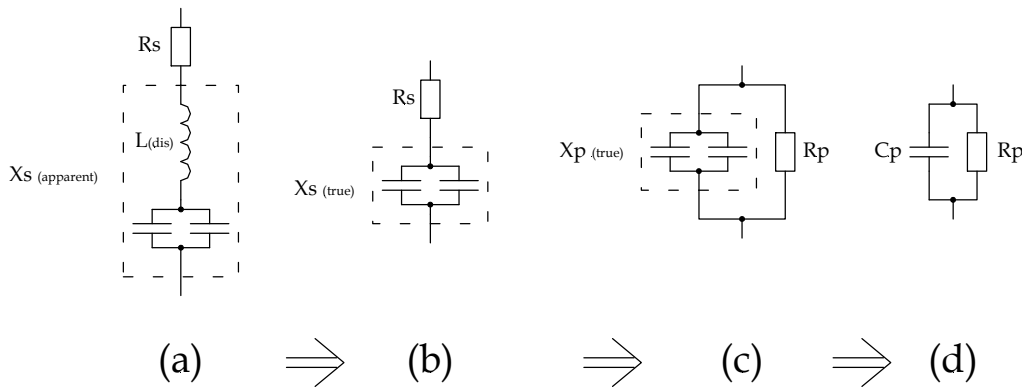 Rs
L(dis)
Xs (apparent)
Rs
Xs (true)
Xp (true)
Rp
Cp
Rp
(a)
(b)
(c)
(d)